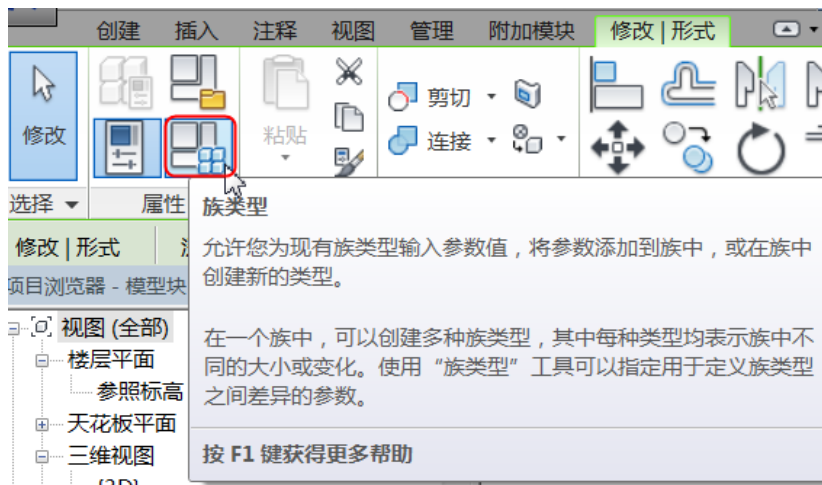 创建 插入 注释 视图 管理 附加模块 修改 | 形式
修改 粘贴 剪切
连接
选择 属性
族类型
修改 | 形式
允许您为现有族类型输入参数值，将参数添加到族中，或在族中
创建新的类型。
项目浏览器 - 模型块
在一个族中，可以创建多种族类型，其中每种类型均表示族中不
同的大小或变化。使用“族类型”工具可以指定用于定义族类型
之间差异的参数。
视图 (全部)
楼层平面
参照标高
天花板平面
三维视图
按 F1 键获得更多帮助